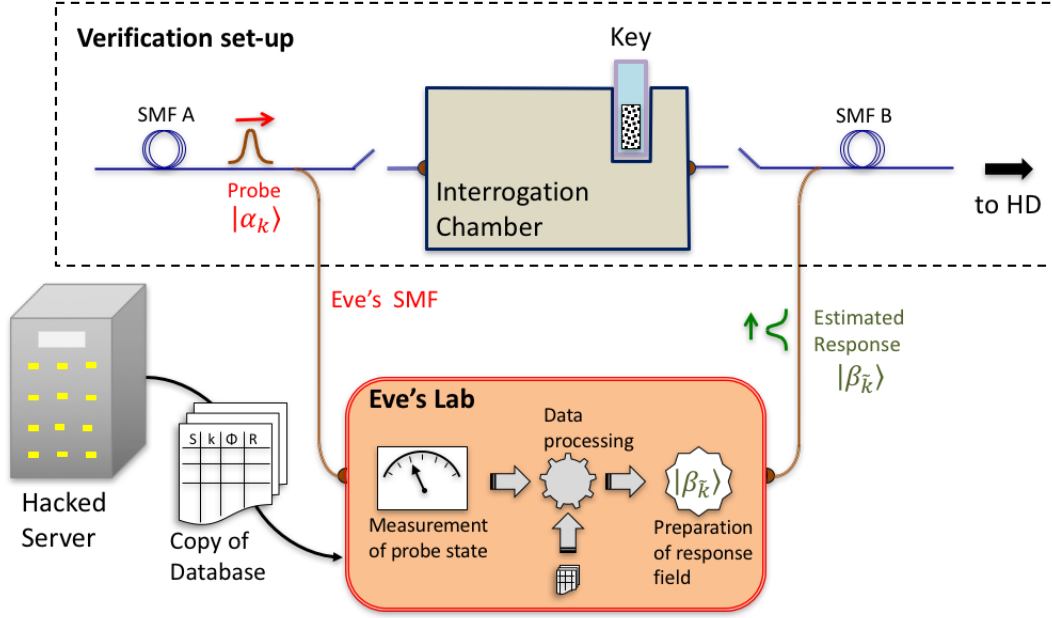 Verification set-up
Key
SMF A
SMF B
Probe
|α_k⟩
Interrogation
Chamber
to HD
Eve's SMF
Estimated
Response
|β_k̃⟩
Eve's Lab
Data
processing
S k Φ R
|β_k̃⟩
Hacked
Server
Copy of
Database
Measurement
of probe state
Preparation
of response
field